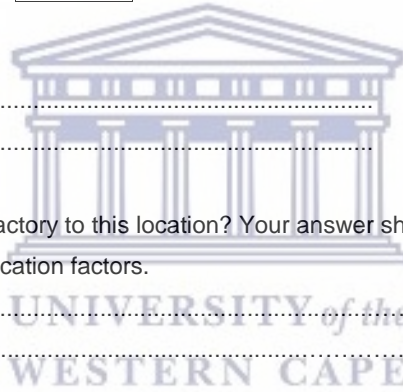 ...........................................................
...........................................................
actory to this location? Your answer sh
cation factors.
UNIVERSITY of the
WESTERN CAPE